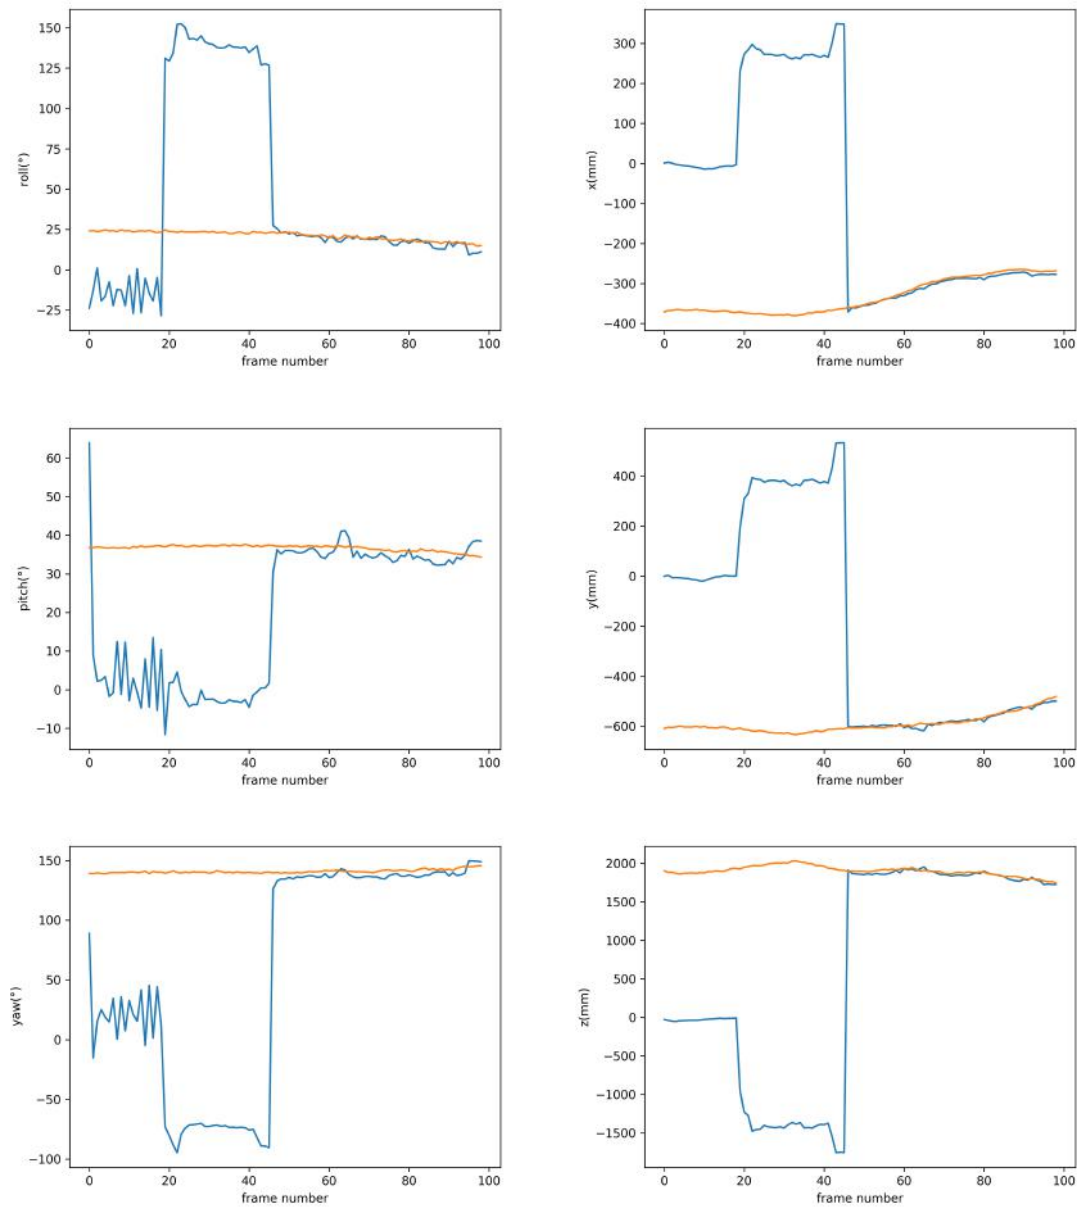 150
125
100
75
50
25
0
−25
roll(°)
0 20 40 60 80 100
frame number
300
200
100
0
−100
−200
−300
−400
x(mm)
0 20 40 60 80 100
frame number
60
50
40
30
20
10
0
−10
pitch(°)
0 20 40 60 80 100
frame number
400
200
0
−200
−400
−600
y(mm)
0 20 40 60 80 100
frame number
150
100
50
0
−50
−100
yaw(°)
0 20 40 60 80 100
frame number
2000
1500
1000
500
0
−500
−1000
−1500
z(mm)
0 20 40 60 80 100
frame number